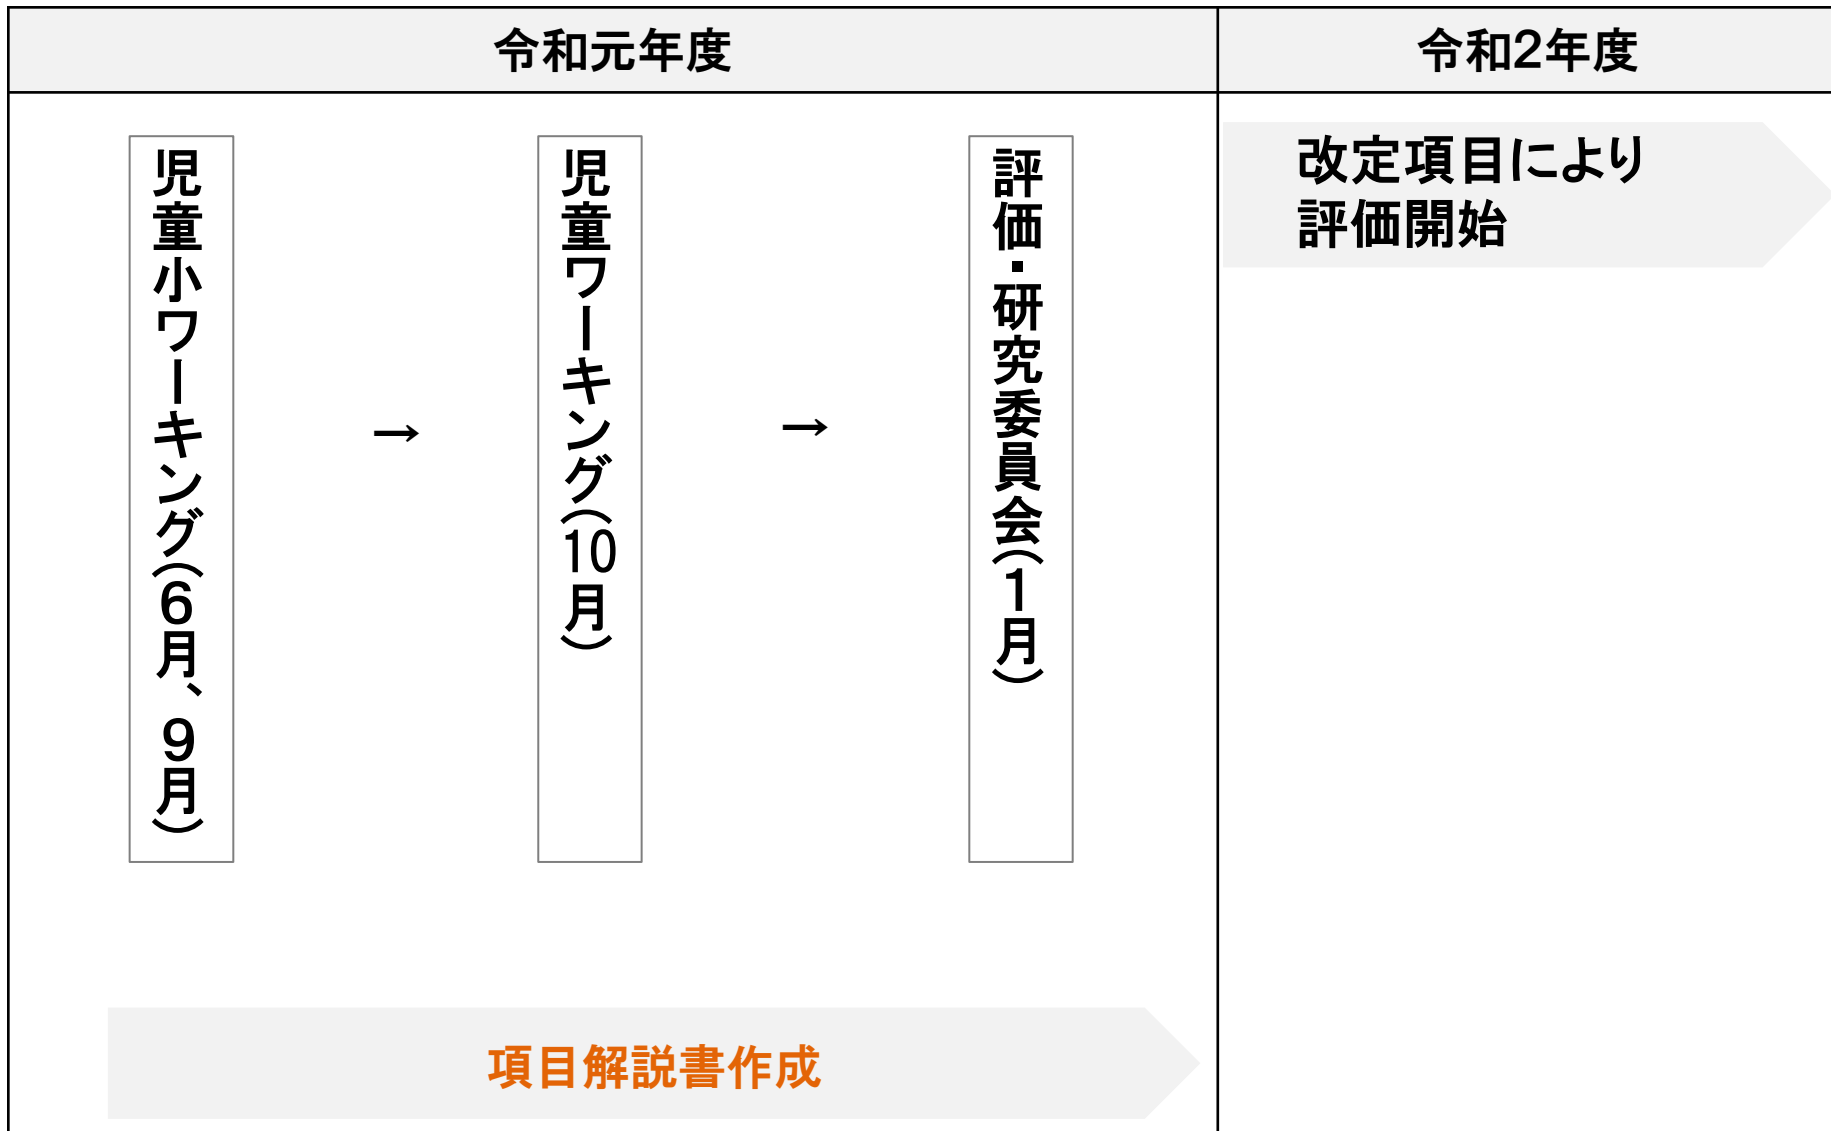 令和元年度
令和2年度
児童小ワーキング(6月、9月)
→
児童ワーキング(10月)
→
評価・研究委員会(1月)
改定項目により
評価開始
項目解説書作成